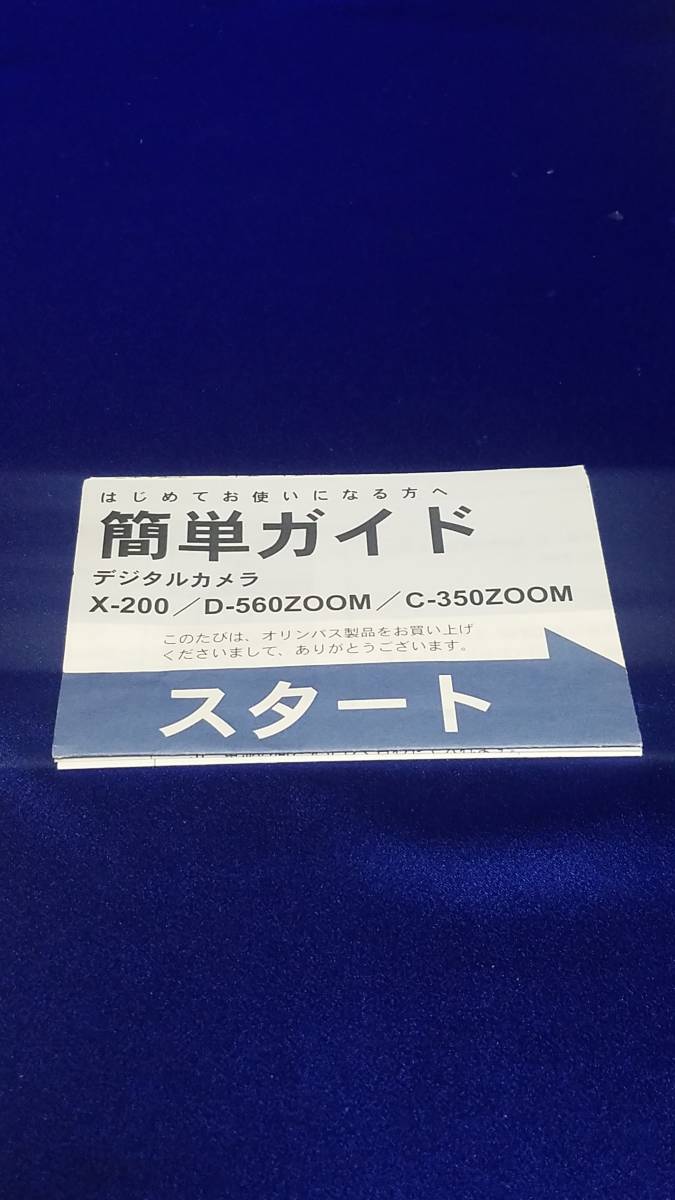 はじめてお使いになる方へ
簡単ガイド
デジタルカメラ
X-200／D-560ZOOM／C-350ZOOM
このたびは、オリンパス製品をお買い上げ
くださいまして、ありがとうございます。
スタート